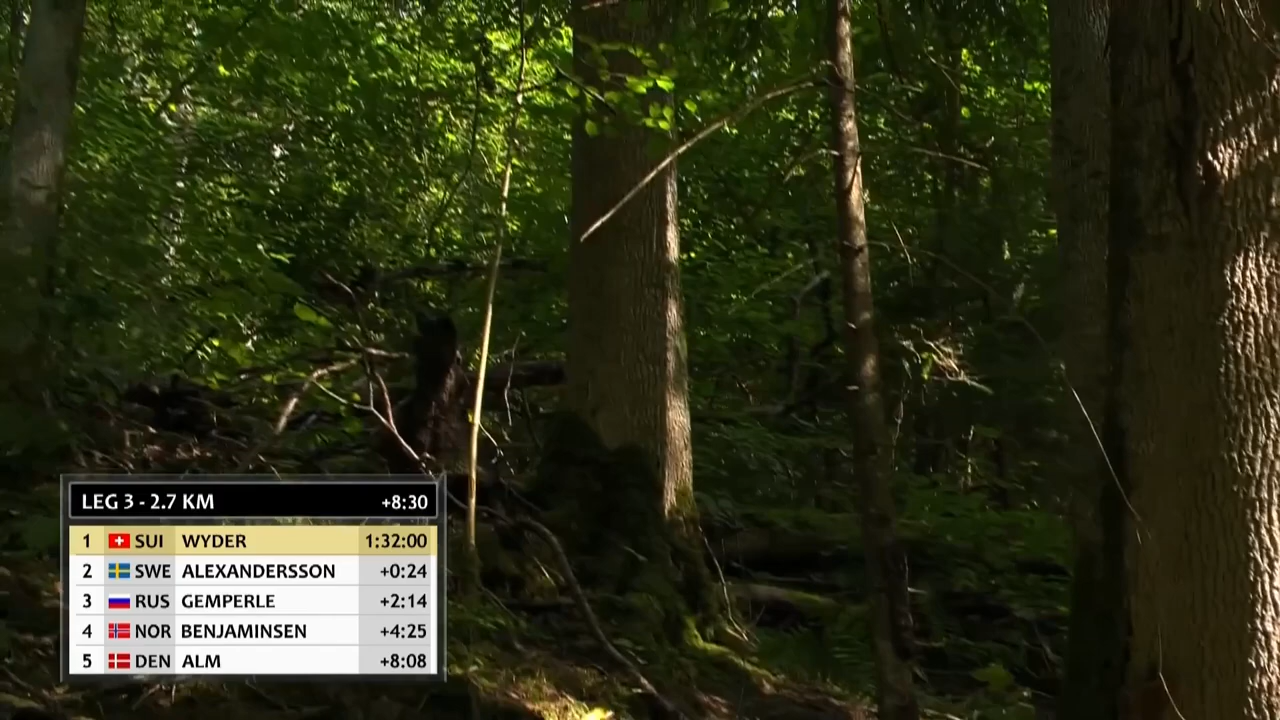 LEG 3 - 2.7 KM +8:30
1 SUI WYDER 1:32:00
2 SWE ALEXANDERSSON +0:24
3 RUS GEMPERLE +2:14
4 NOR BENJAMINSEN +4:25
5 DEN ALM +8:08